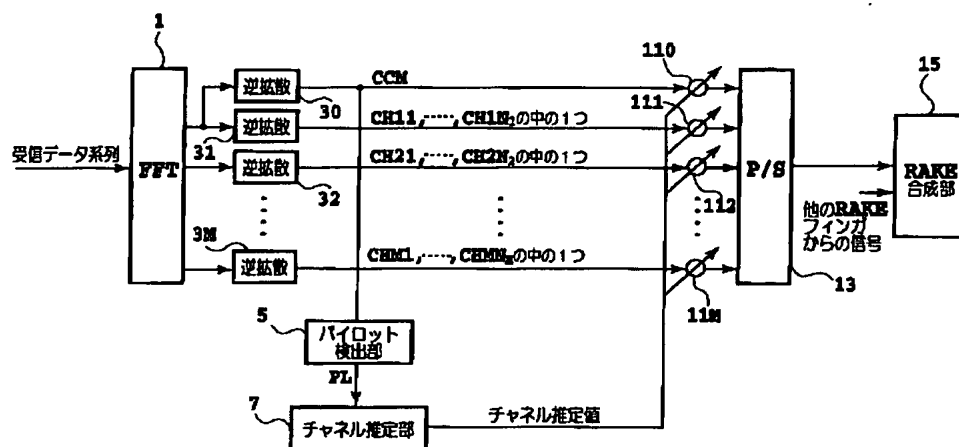 1
110
15
逆拡散
CCM
30
111
逆拡散
CH11,‥‥‥,CH1N₂の中の1つ
31
受信データ系列
FFT
逆拡散
CH21,‥‥‥,CH2N₂の中の1つ
32
112
P/S
RAKE
合成部
他のRAKE
フィンガ
からの信号
3M
逆拡散
CHM1,‥‥‥,CHMN_Mの中の1つ
13
11M
5
パイロット
検出部
PL
7
チャネル推定部
チャネル推定値